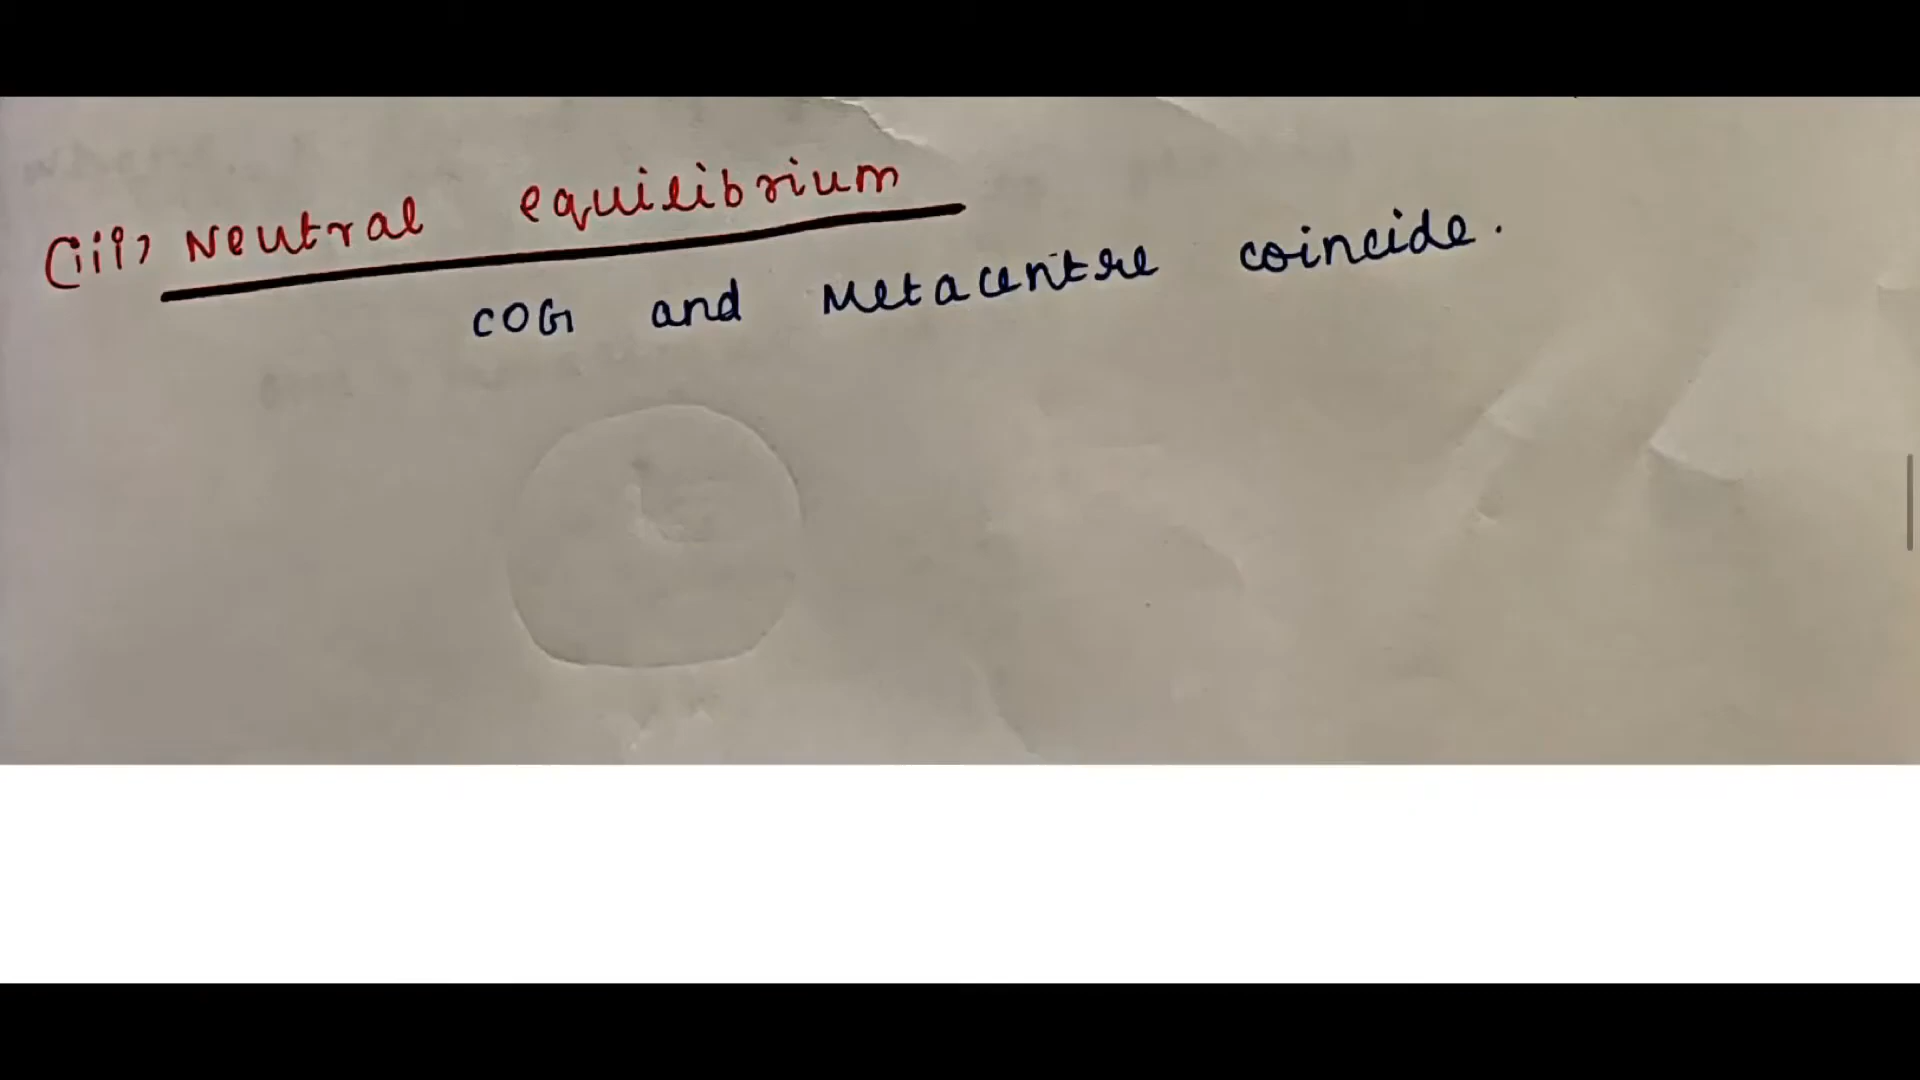 (iii) Neutral equilibrium
COG and Metacentre coincide.